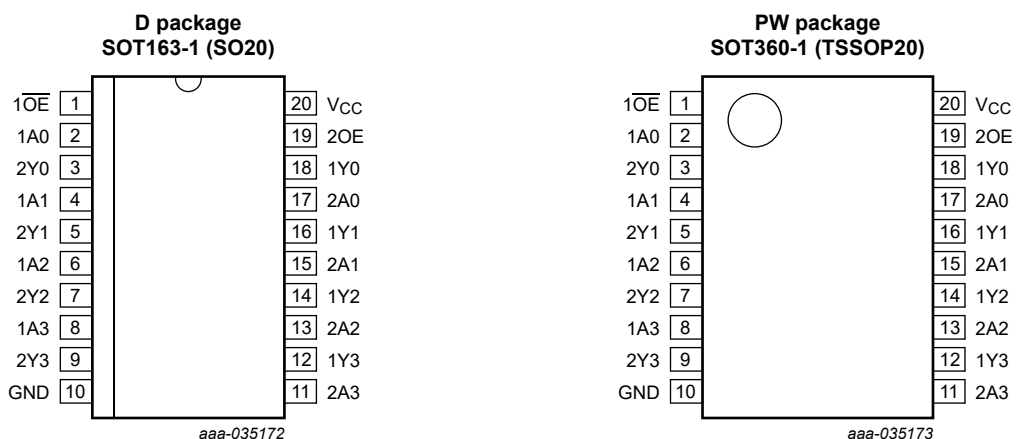 D package
SOT163-1 (SO20)
1O̅E̅ 1 20 VCC
1A0 2 19 2OE
2Y0 3 18 1Y0
1A1 4 17 2A0
2Y1 5 16 1Y1
1A2 6 15 2A1
2Y2 7 14 1Y2
1A3 8 13 2A2
2Y3 9 12 1Y3
GND 10 11 2A3
aaa-035172
PW package
SOT360-1 (TSSOP20)
1O̅E̅ 1 20 VCC
1A0 2 19 2OE
2Y0 3 18 1Y0
1A1 4 17 2A0
2Y1 5 16 1Y1
1A2 6 15 2A1
2Y2 7 14 1Y2
1A3 8 13 2A2
2Y3 9 12 1Y3
GND 10 11 2A3
aaa-035173